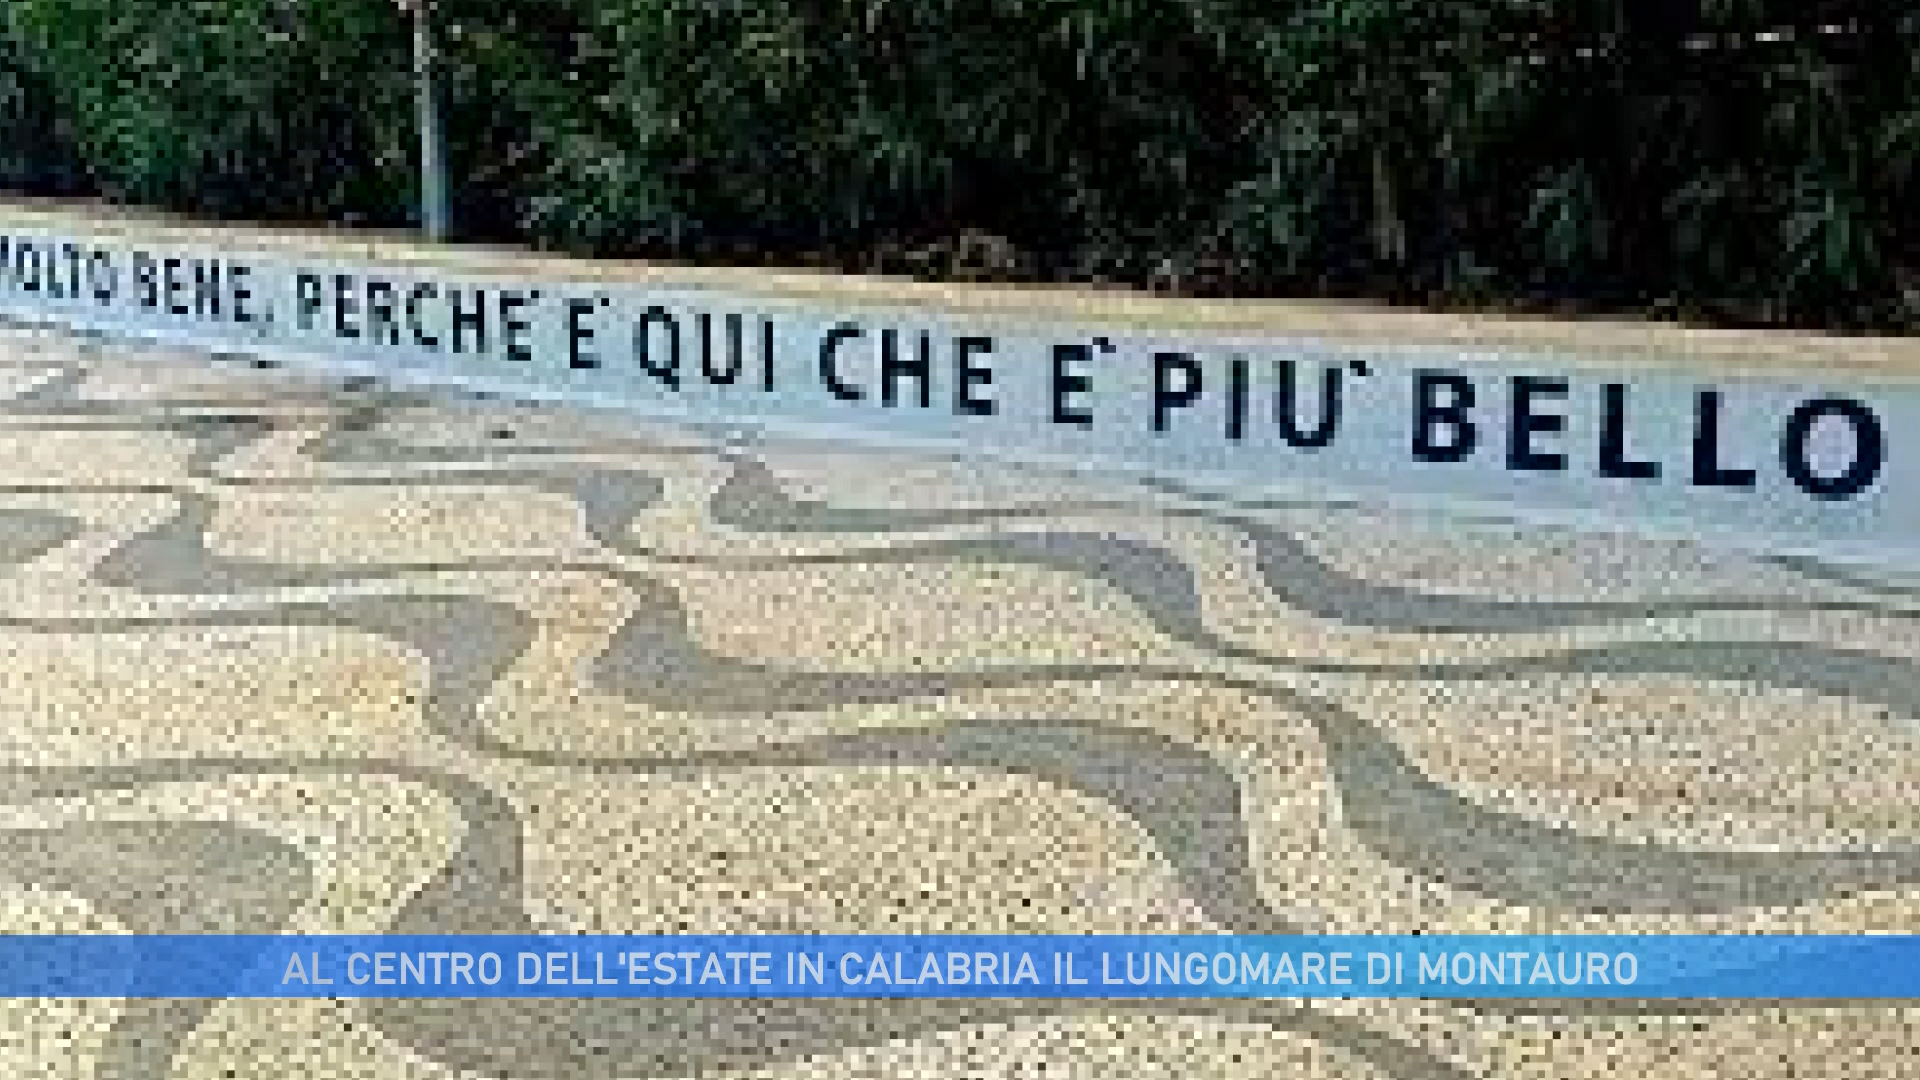 MOLTO BENE, PERCHE' E' QUI CHE E' PIU' BELLO
AL CENTRO DELL'ESTATE IN CALABRIA IL LUNGOMARE DI MONTAURO